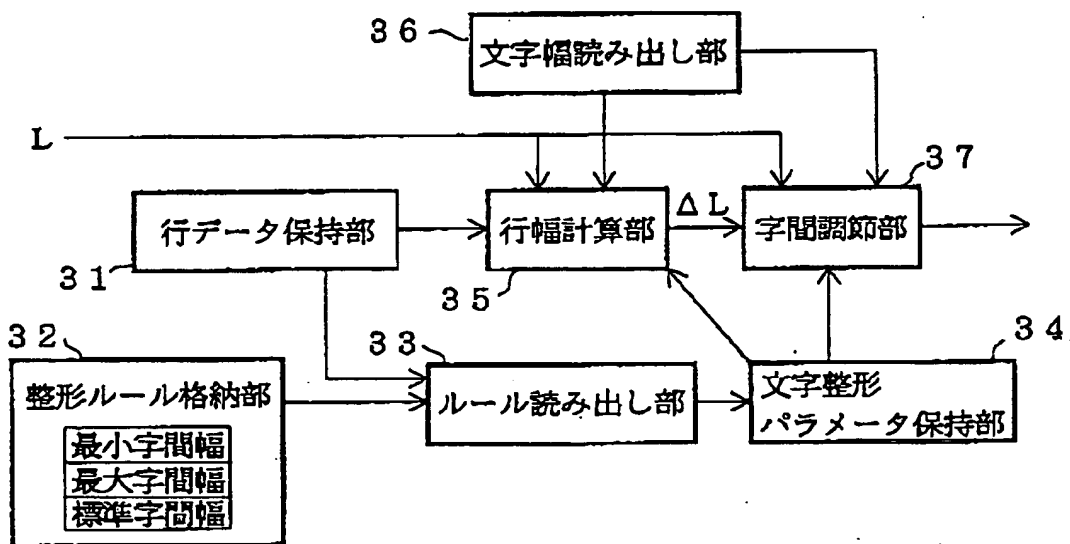 36
文字幅読み出し部
L
37
行データ保持部
行幅計算部
ΔL
字間調節部
31
35
32
33
34
整形ルール格納部
最小字間幅
最大字間幅
標準字間幅
ルール読み出し部
文字整形
パラメータ保持部